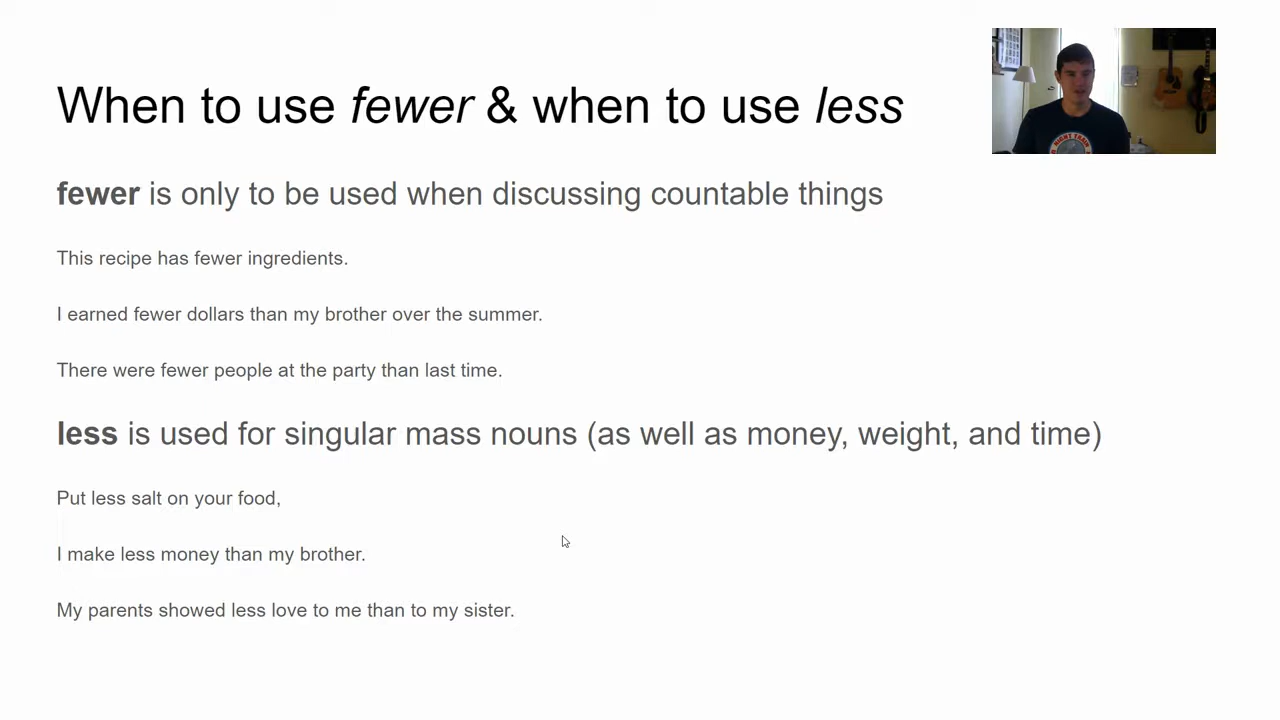 When to use fewer & when to use less
fewer is only to be used when discussing countable things
This recipe has fewer ingredients.
I earned fewer dollars than my brother over the summer.
There were fewer people at the party than last time.
less is used for singular mass nouns (as well as money, weight, and time)
Put less salt on your food,
I make less money than my brother.
My parents showed less love to me than to my sister.
NIGHT TRAIN